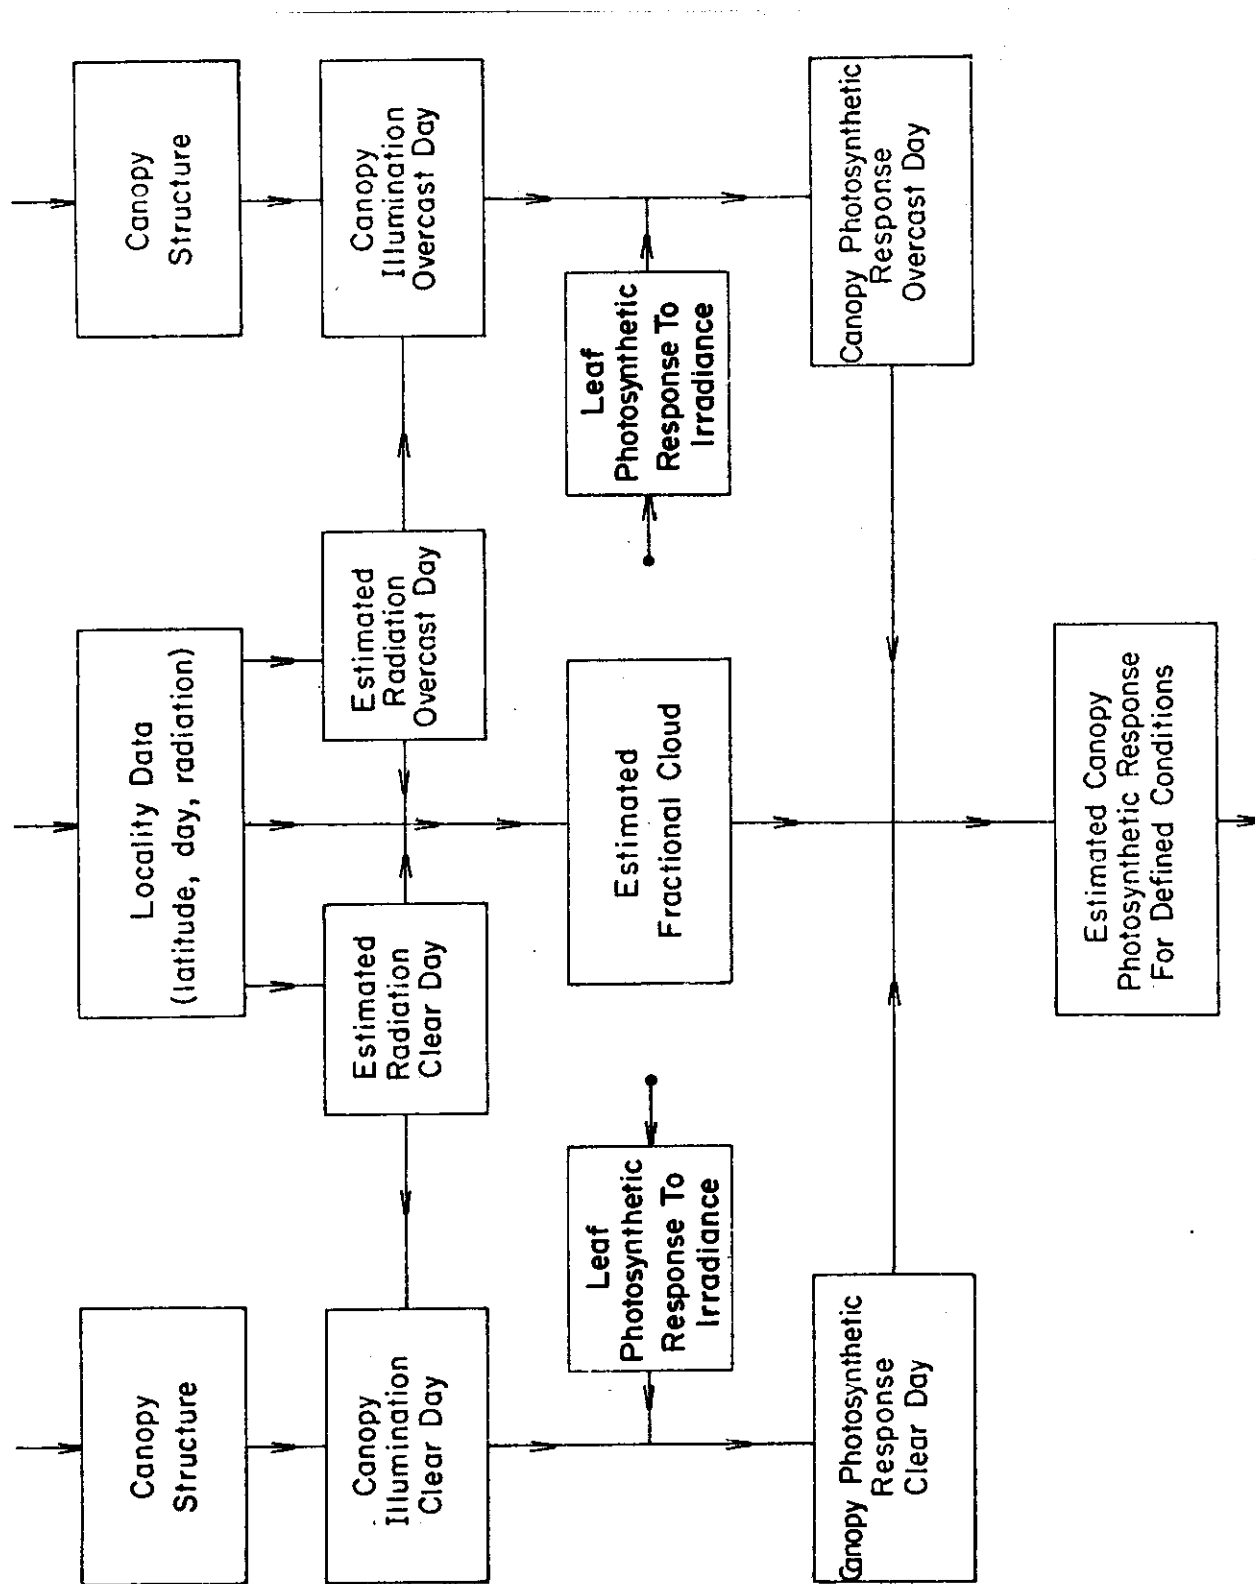 Canopy
Structure
Locality Data
(latitude, day, radiation)
Canopy
Structure
Canopy
Illumination
Clear Day
Estimated
Radiation
Clear Day
Estimated
Radiation
Overcast Day
Canopy
Illumination
Overcast Day
Leaf
Photosynthetic
Response To
Irradiance
Estimated
Fractional Cloud
Leaf
Photosynthetic
Response To
Irradiance
Canopy Photosynthetic
Response
Clear Day
Canopy Photosynthetic
Response
Overcast Day
Estimated Canopy
Photosynthetic Response
For Defined Conditions